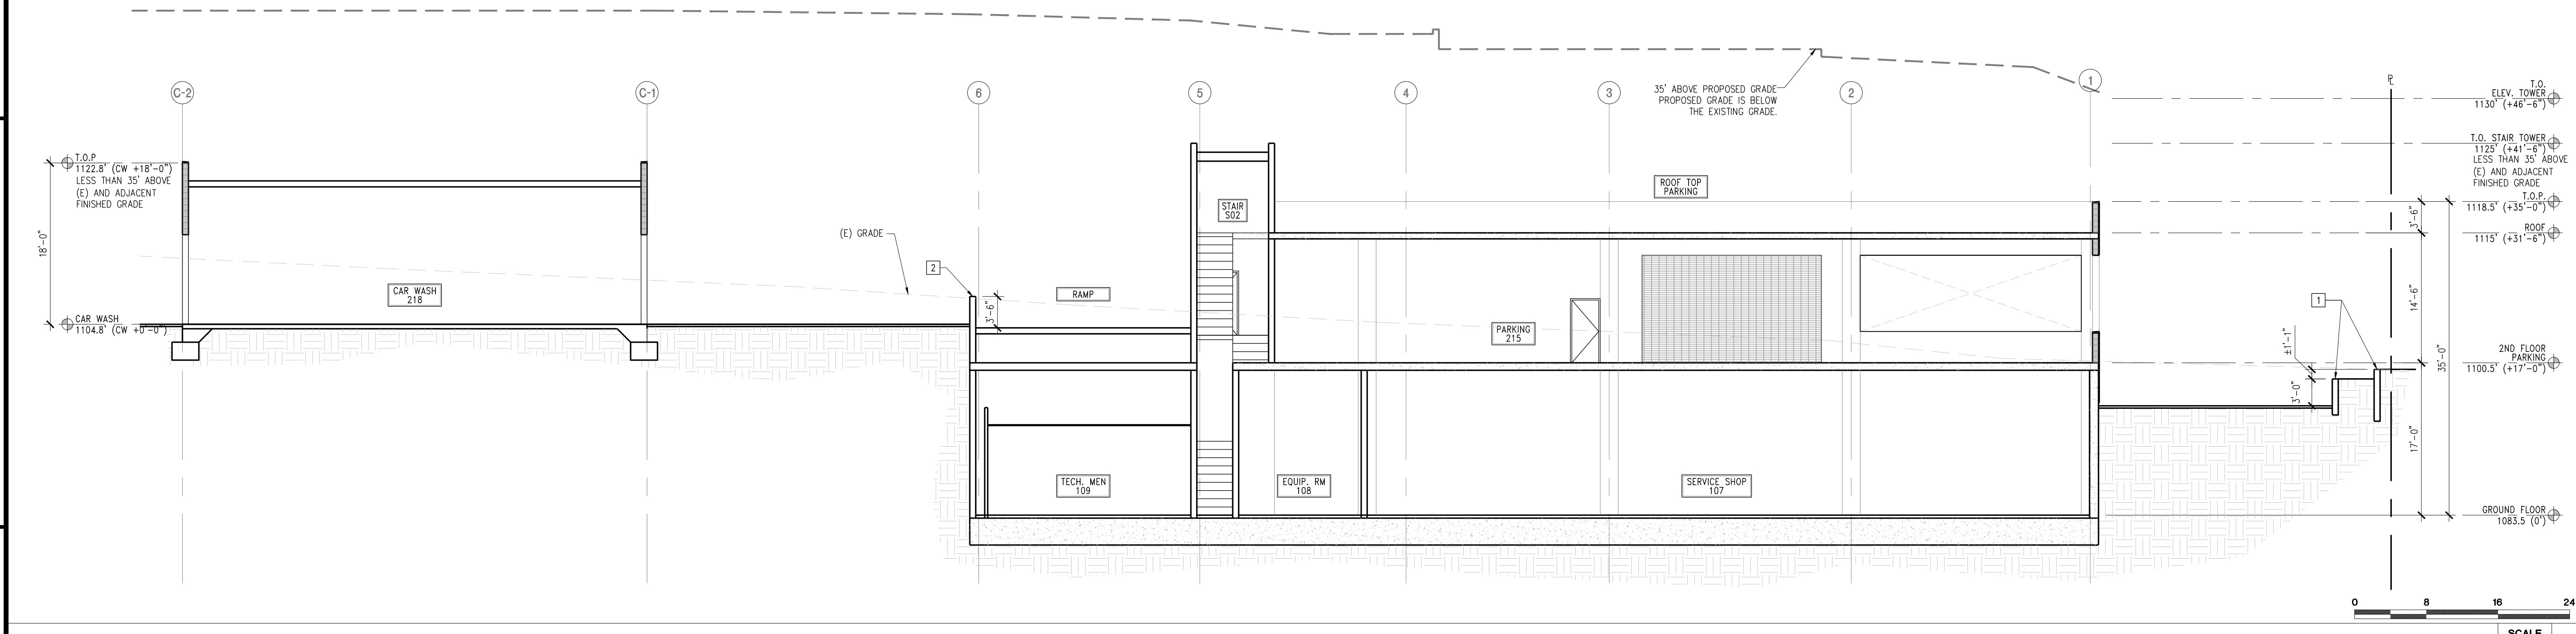 C-2
C-1
6
5
4
3
2
1
35' ABOVE PROPOSED GRADE
PROPOSED GRADE IS BELOW
THE EXISTING GRADE.
T.O.P
1122.8' (CW +18'-0")
LESS THAN 35' ABOVE
(E) AND ADJACENT
FINISHED GRADE
18'-0"
CAR WASH
1104.8' (CW +0'-0")
CAR WASH
218
(E) GRADE
2
3'-6"
RAMP
STAIR
S02
ROOF TOP
PARKING
PARKING
215
TECH. MEN
109
EQUIP. RM
108
SERVICE SHOP
107
1
±1'-1"
3'-0"
PL
T.O.
ELEV. TOWER
1130' (+46'-6")
T.O. STAIR TOWER
1125' (+41'-6")
LESS THAN 35' ABOVE
(E) AND ADJACENT
FINISHED GRADE
T.O.P.
1118.5' (+35'-0")
3'-6"
ROOF
1115' (+31'-6")
14'-6"
35'-0"
2ND FLOOR
PARKING
1100.5' (+17'-0")
17'-0"
GROUND FLOOR
1083.5 (0')
0 8 16 24
SCALE